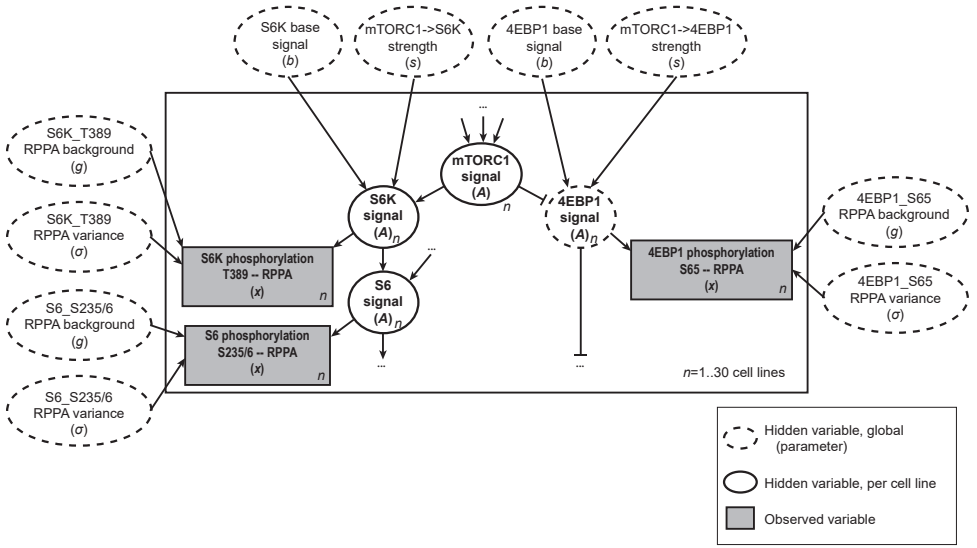 S6K base
signal
(b)
mTORC1->S6K
strength
(s)
4EBP1 base
signal
(b)
mTORC1->4EBP1
strength
(s)
S6K_T389
RPPA background
(g)
S6K_T389
RPPA variance
(σ)
S6_S235/6
RPPA background
(g)
S6_S235/6
RPPA variance
(σ)
...
mTORC1
signal
(A)
n
S6K
signal
(A)n
4EBP1
signal
(A)n
...
S6K phosphorylation
T389 -- RPPA
(x)
n
S6
signal
(A)n
4EBP1 phosphorylation
S65 -- RPPA
(x)
n
S6 phosphorylation
S235/6 -- RPPA
(x)
n
...
...
n=1..30 cell lines
4EBP1_S65
RPPA background
(g)
4EBP1_S65
RPPA variance
(σ)
Hidden variable, global
(parameter)
Hidden variable, per cell line
Observed variable